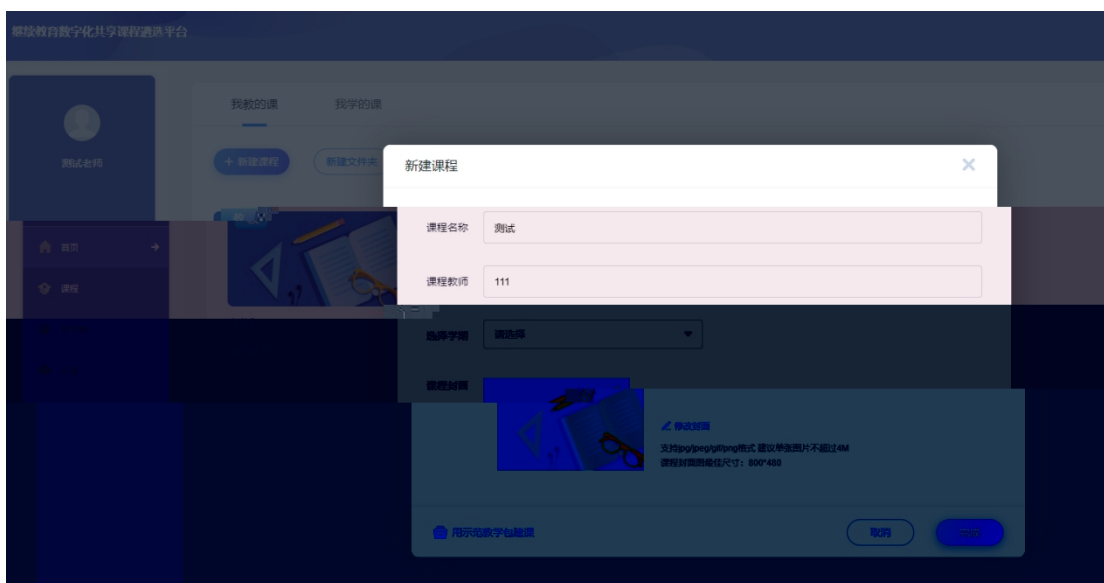 继续教育数字化共享课程遴选平台
我教的课 我学的课
测试老师
+ 新建课程 新建文件夹
新建课程
课程名称 测试
首页
课程教师 111
课程
选择学期 请选择
课程封面
修改封面
支持jpg/jpeg/gif/png格式 建议单张图片不超过4M
课程封面图最佳尺寸：800*480
用示范教学包建课
取消